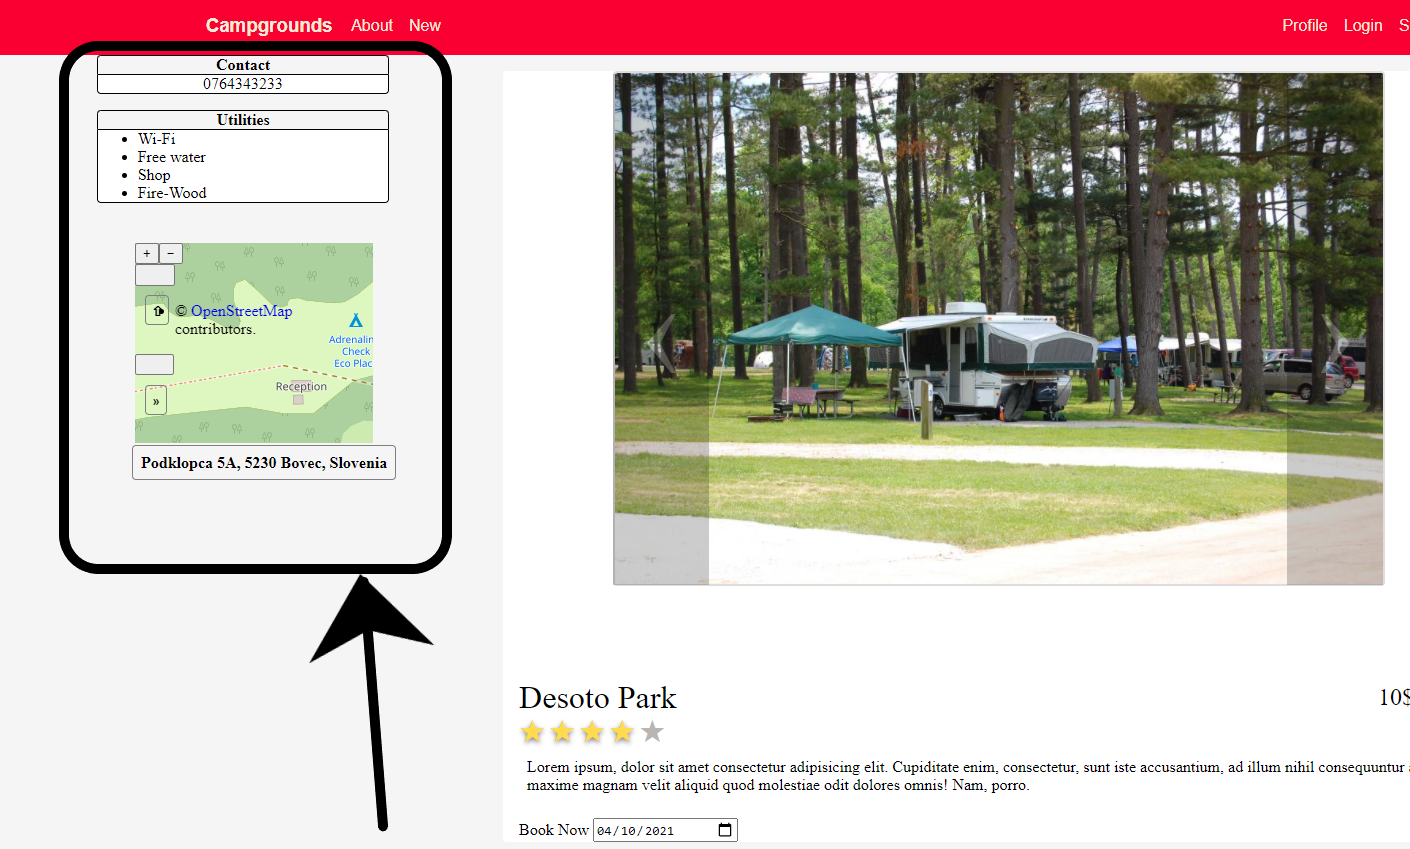 Campgrounds About New Profile Login S
Contact
0764343233
Utilities
Wi-Fi
Free water
Shop
Fire-Wood
+ −
© OpenStreetMap
contributors.
Adrenalin
Check
Eco Plac
Reception
»
Podklopca 5A, 5230 Bovec, Slovenia
Desoto Park 10$
Lorem ipsum, dolor sit amet consectetur adipisicing elit. Cupiditate enim, consectetur, sunt iste accusantium, ad illum nihil consequuntur
maxime magnam velit aliquid quod molestiae odit dolores omnis! Nam, porro.
Book Now 04/10/2021